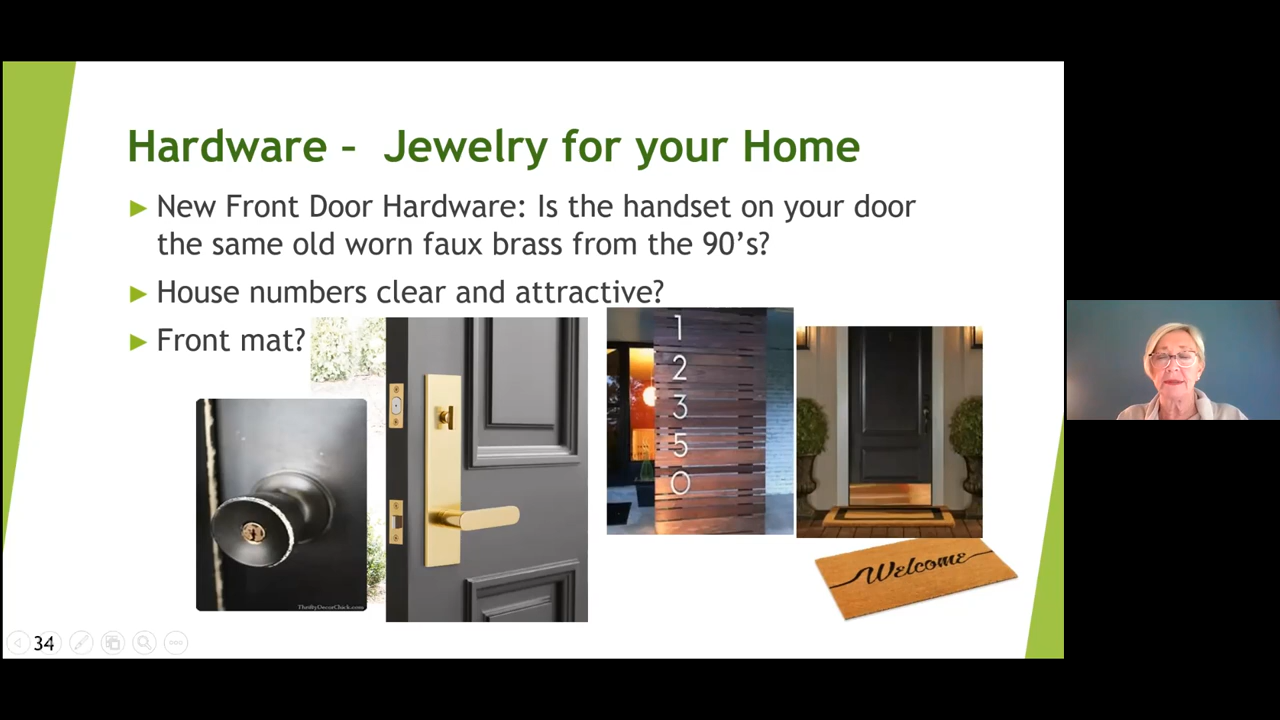 Hardware – Jewelry for your Home
New Front Door Hardware: Is the handset on your door
the same old worn faux brass from the 90’s?
House numbers clear and attractive?
Front mat?
1
2
3
5
0
ThriftyDecorChick.com
Welcome
34